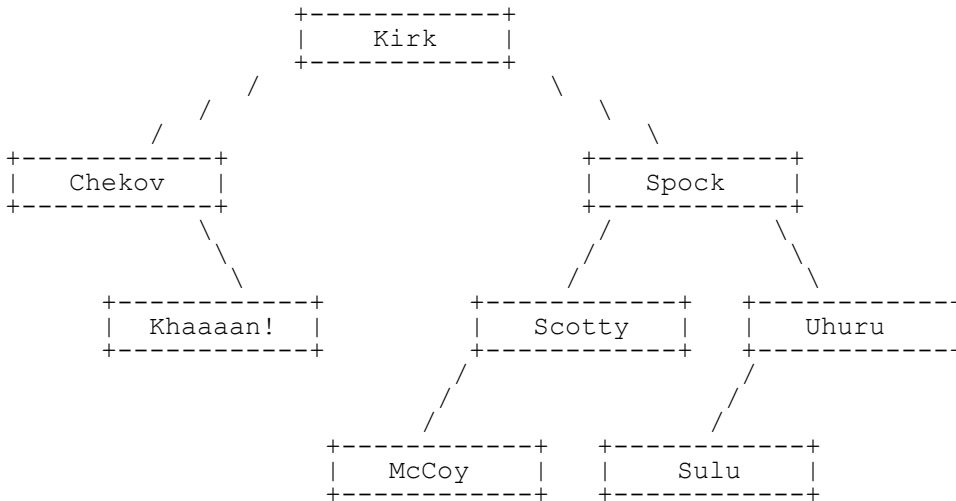 Kirk
Chekov
Spock
Khaaaan!
Scotty
Uhuru
McCoy
Sulu